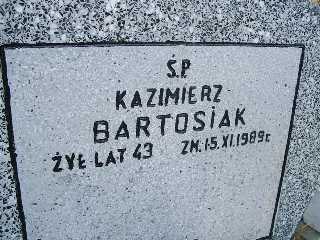 Ś.P.
KAZIMIERZ
BARTOSIAK
ŻYŁ LAT 43 ZM. 15.XI.1989r.